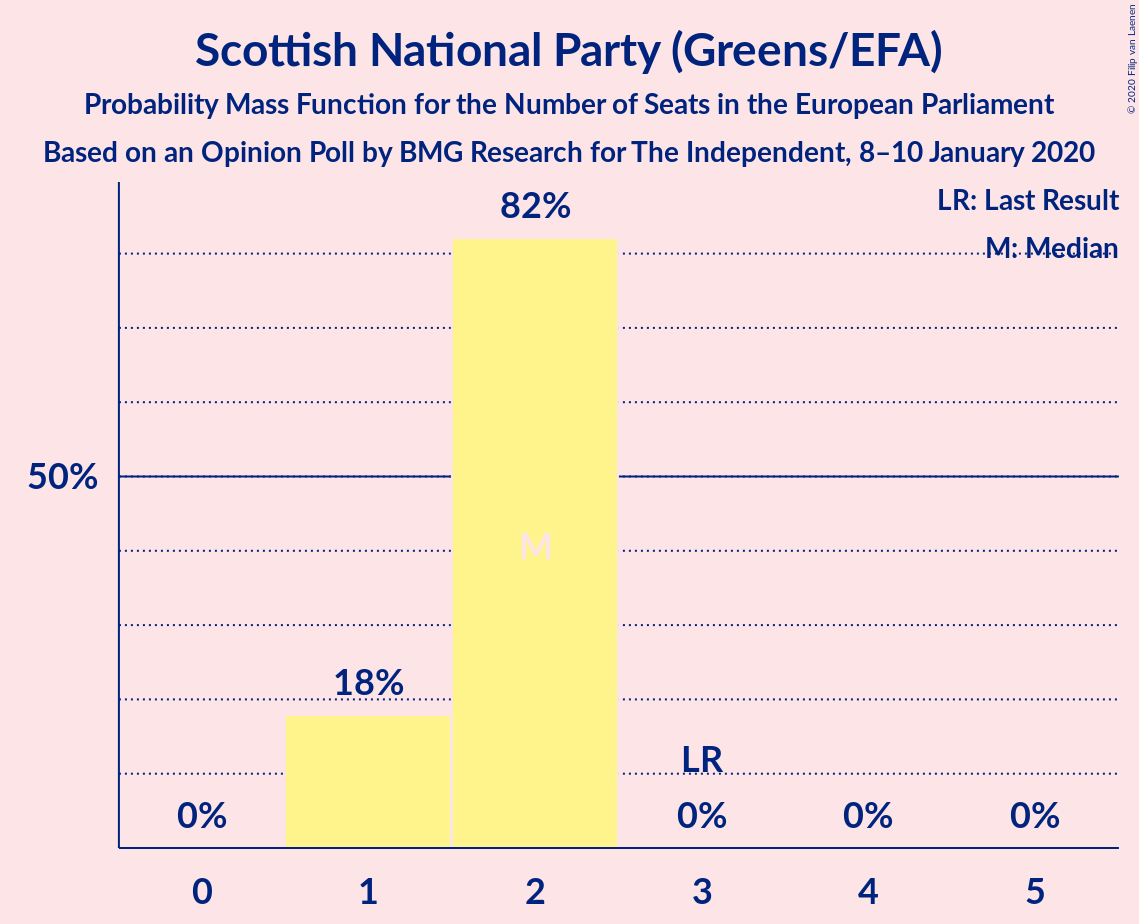 Scottish National Party (Greens/EFA)
Probability Mass Function for the Number of Seats in the European Parliament
Based on an Opinion Poll by BMG Research for The Independent, 8–10 January 2020
© 2020 Filip van Laenen
LR: Last Result
M: Median
82%
50%
M
18%
LR
0%
0%
0%
0%
0
1
2
3
4
5